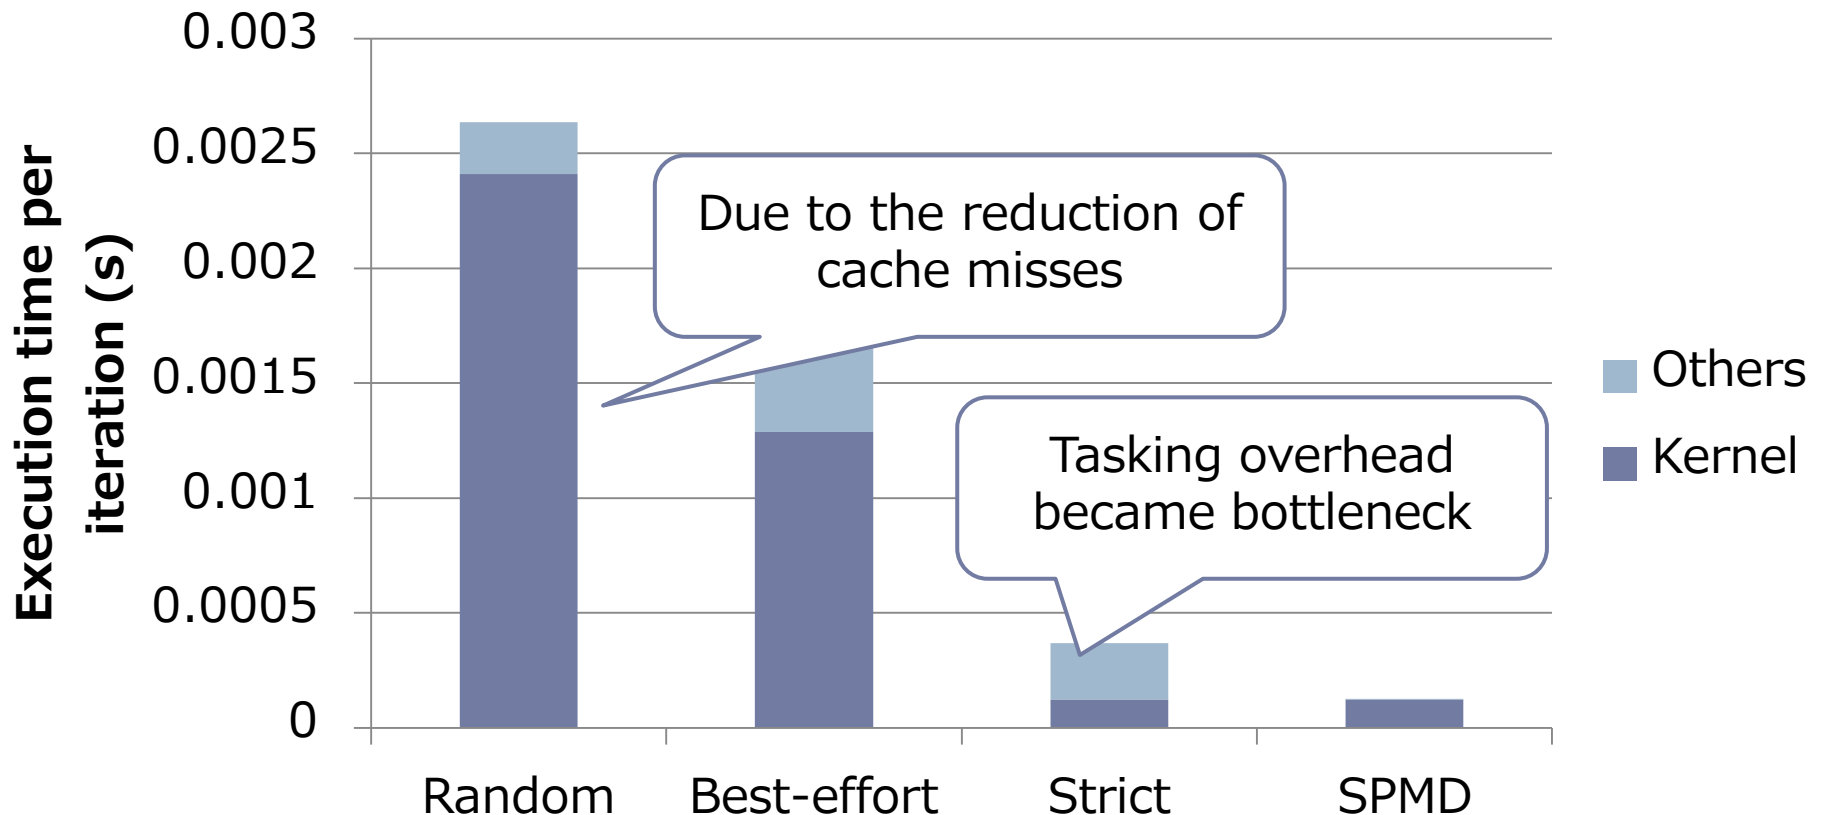 0.003
0.0025
0.002
0.0015
0.001
0.0005
0
Execution time per
iteration (s)
Due to the reduction of
cache misses
Tasking overhead
became bottleneck
Others
Kernel
Random
Best-effort
Strict
SPMD